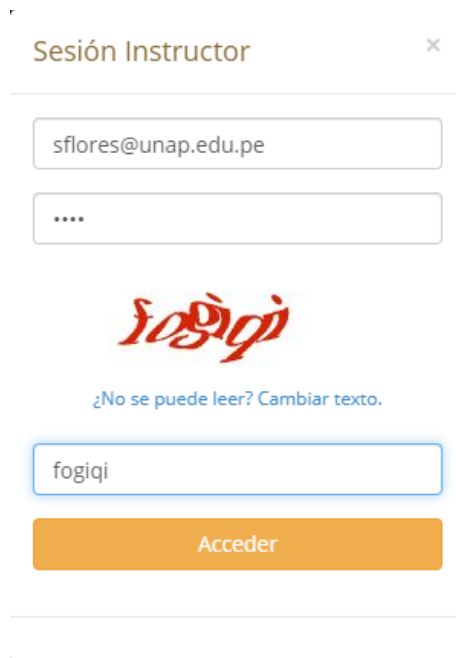 Sesión Instructor ×
sflores@unap.edu.pe
••••
fogiqi
¿No se puede leer? Cambiar texto.
fogiqi
Acceder